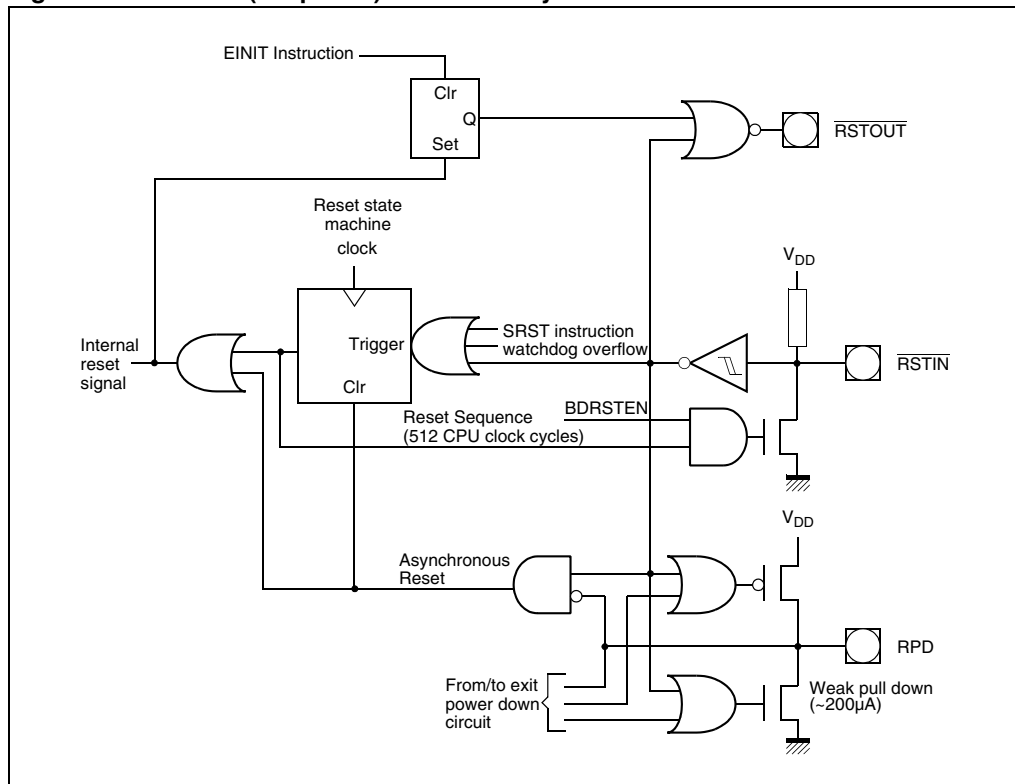 EINIT Instruction
Clr
Q
Set
RSTOUT
Reset state
machine
clock
VDD
Internal
reset
signal
Trigger
SRST instruction
watchdog overflow
RSTIN
Clr
BDRSTEN
Reset Sequence
(512 CPU clock cycles)
VDD
Asynchronous
Reset
RPD
From/to exit
power down
circuit
Weak pull down
(~200µA)